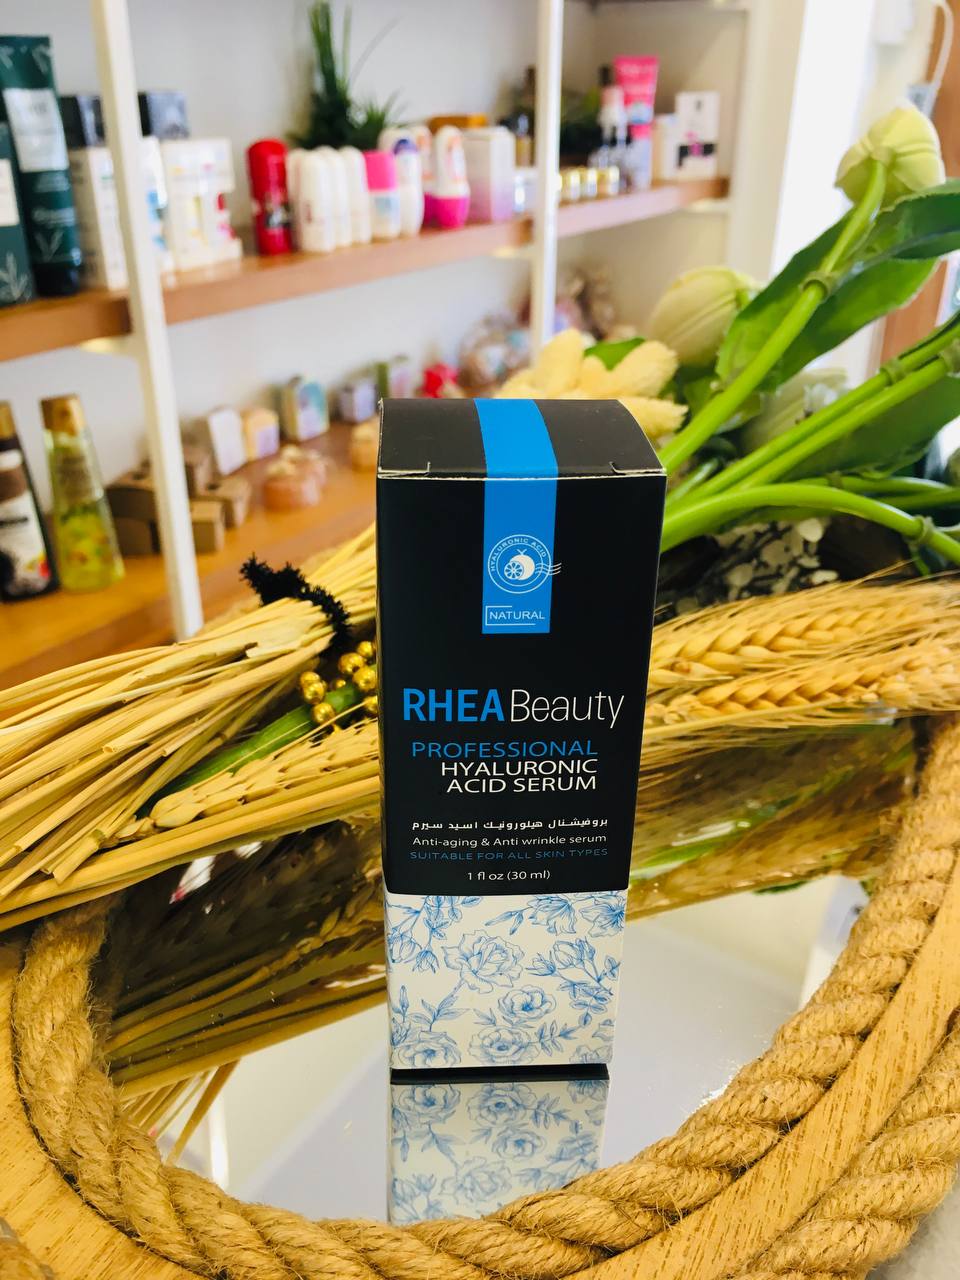 HYALURONIC ACID
NATURAL
RHEA Beauty
PROFESSIONAL
HYALURONIC
ACID SERUM
بروفيشنال هيلورونيك اسيد سيرم
Anti-aging & Anti wrinkle serum
SUITABLE FOR ALL SKIN TYPES
1 fl oz (30 ml)